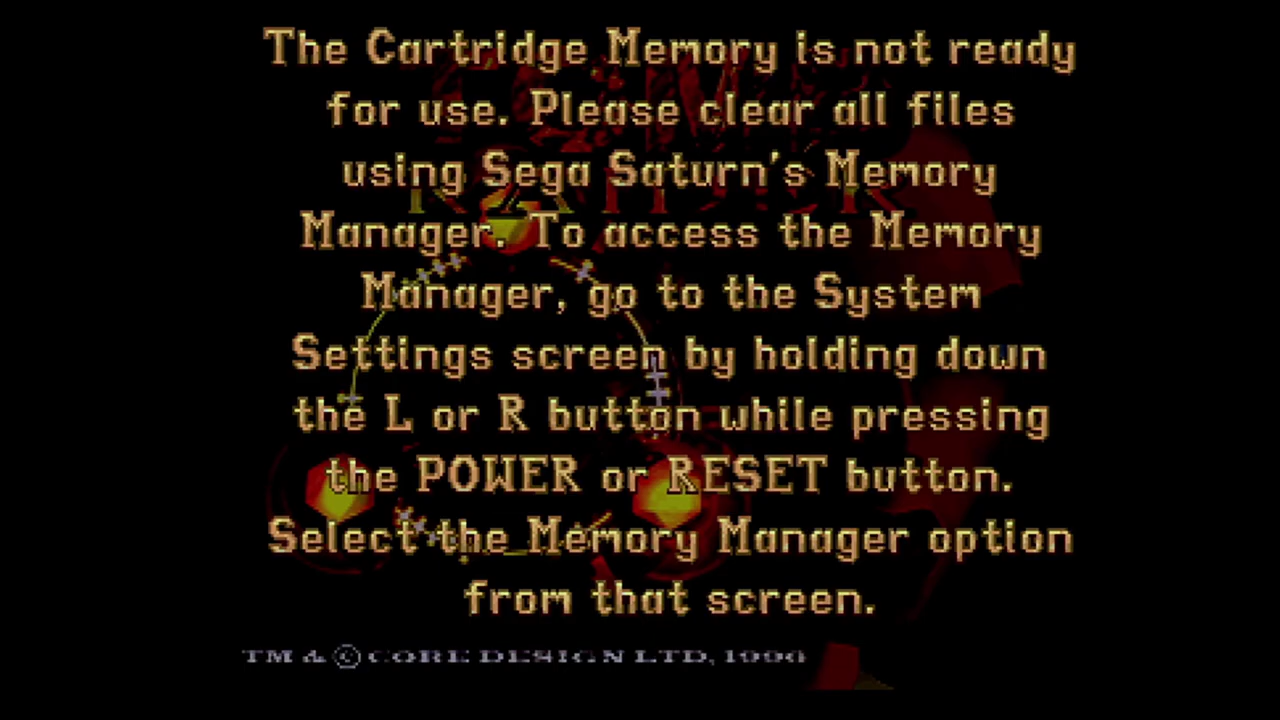 The Cartridge Memory is not ready
for use. Please clear all files
using Sega Saturn's Memory
Manager. To access the Memory
Manager, go to the System
Settings screen by holding down
the L or R button while pressing
the POWER or RESET button.
Select the Memory Manager option
from that screen.
TM & © CORE DESIGN LTD, 1996